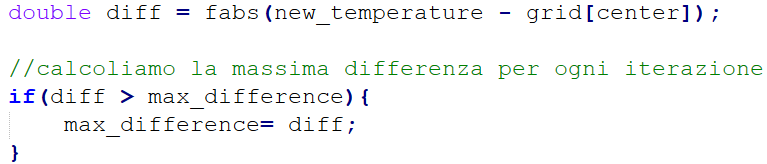 double diff = fabs(new_temperature - grid[center]);
//calcoliamo la massima differenza per ogni iterazione
if(diff > max_difference){
max_difference= diff;
}